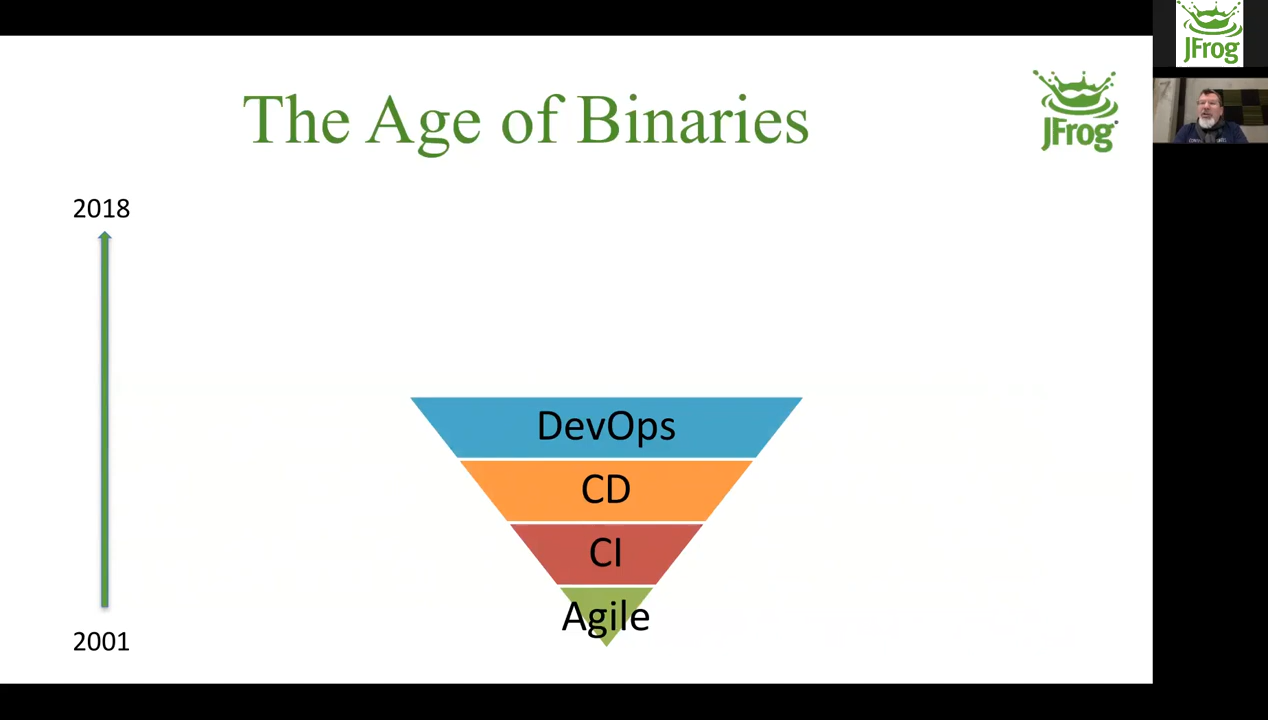 The Age of Binaries
JFrog
JFrog
2018
DevOps
CD
CI
Agile
2001